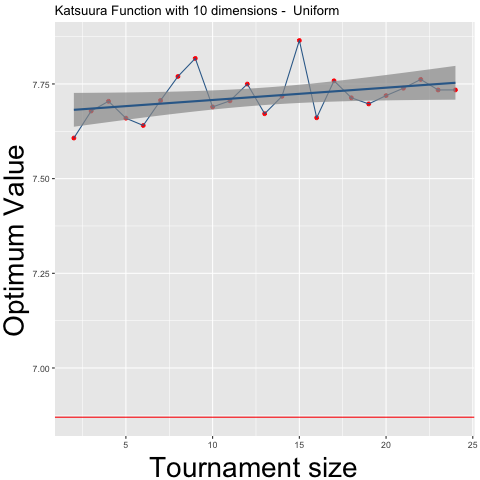 Katsuura Function with 10 dimensions -  Uniform
Optimum Value
7.75
7.50
7.25
7.00
5 10 15 20 25
Tournament size